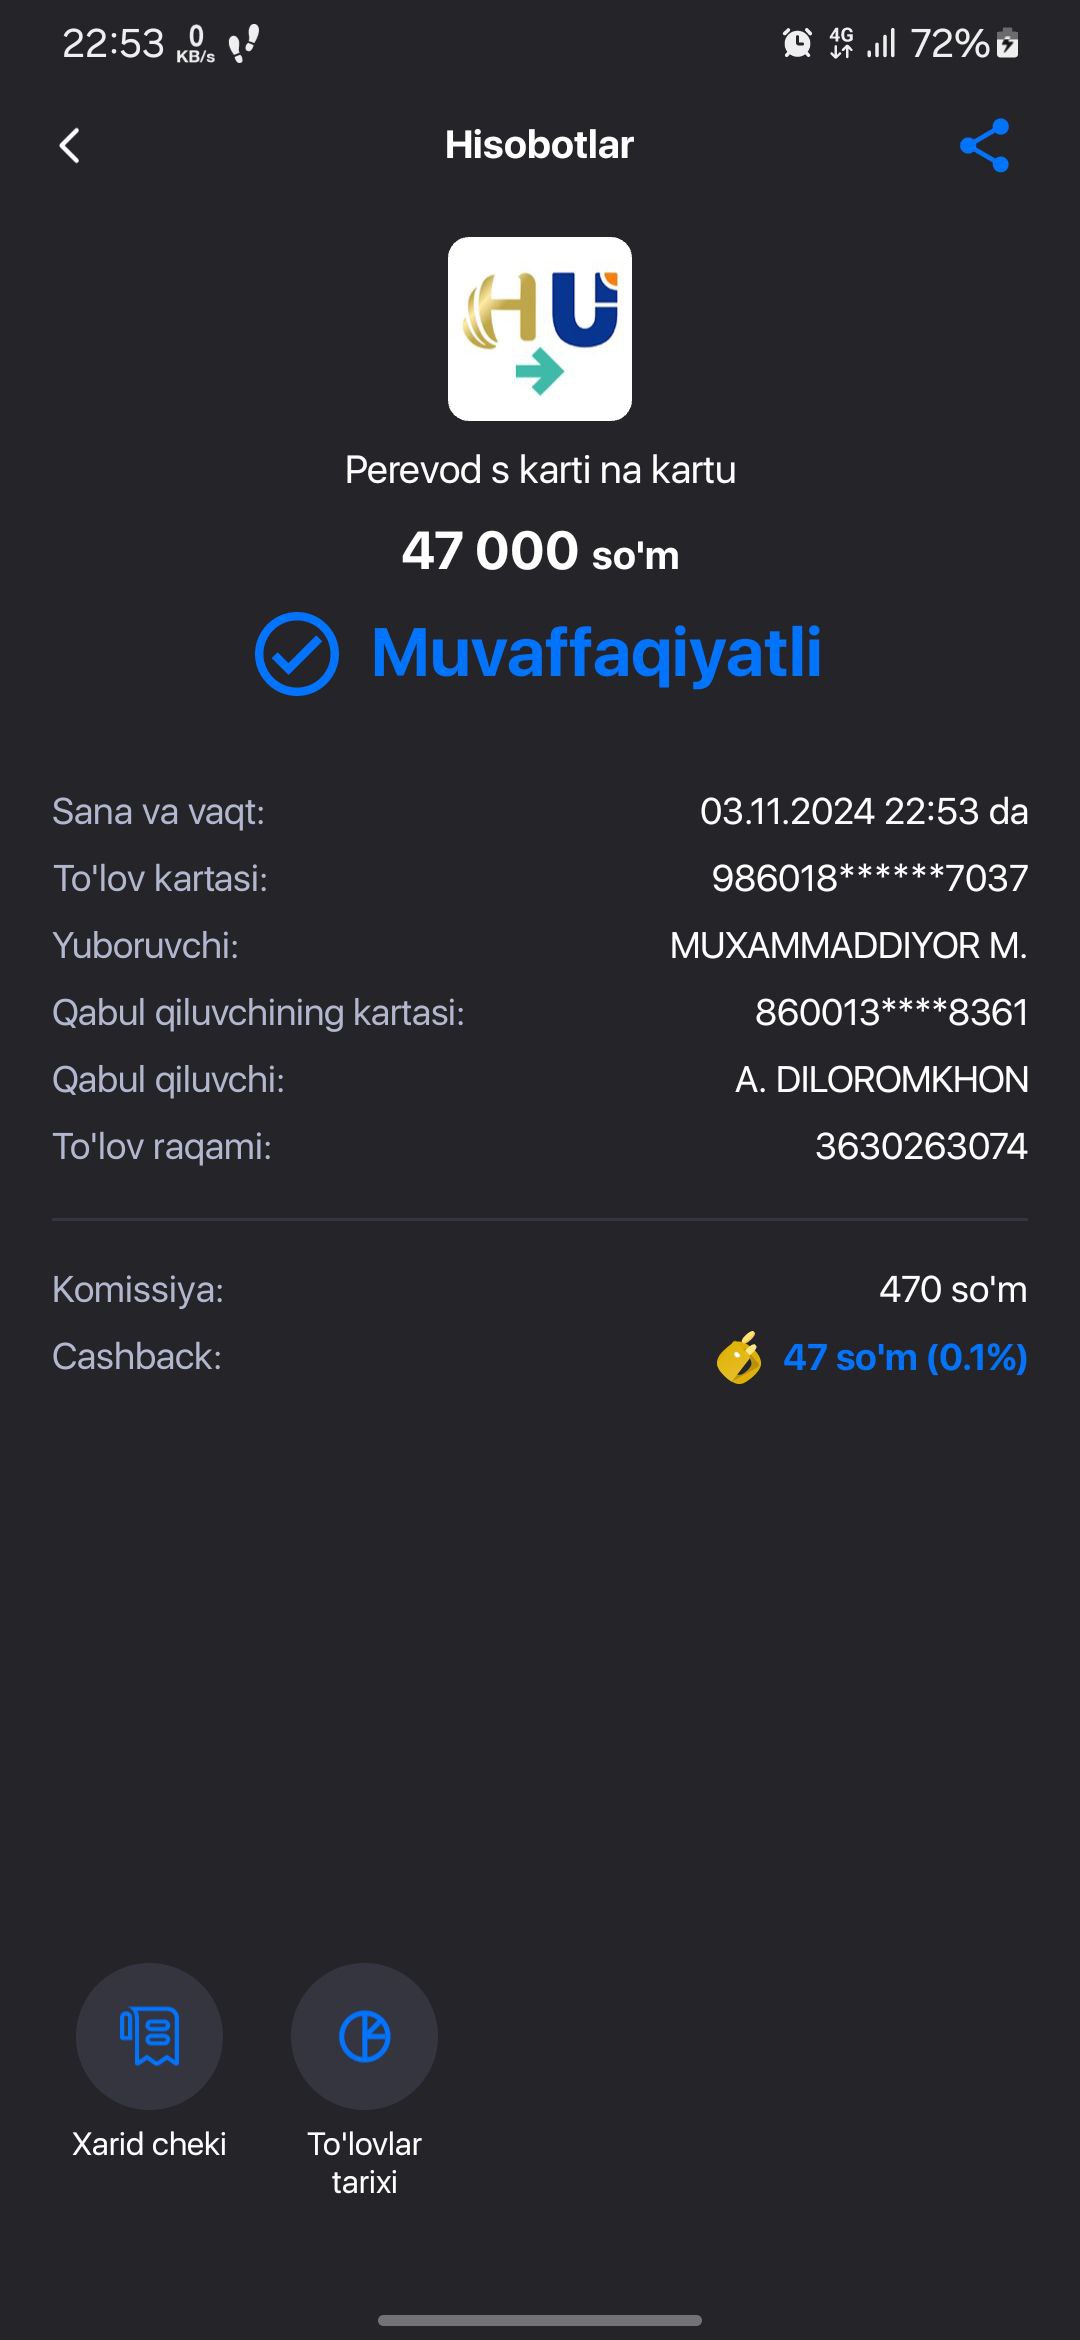 22:53 0 KB/s 4G 72%
Hisobotlar
HU
Perevod s karti na kartu
47 000 so'm
Muvaffaqiyatli
Sana va vaqt: 03.11.2024 22:53 da
To'lov kartasi: 986018******7037
Yuboruvchi: MUXAMMADDIYOR M.
Qabul qiluvchining kartasi: 860013****8361
Qabul qiluvchi: A. DILOROMKHON
To'lov raqami: 3630263074
Komissiya: 470 so'm
Cashback: 47 so'm (0.1%)
Xarid cheki To'lovlar
tarixi